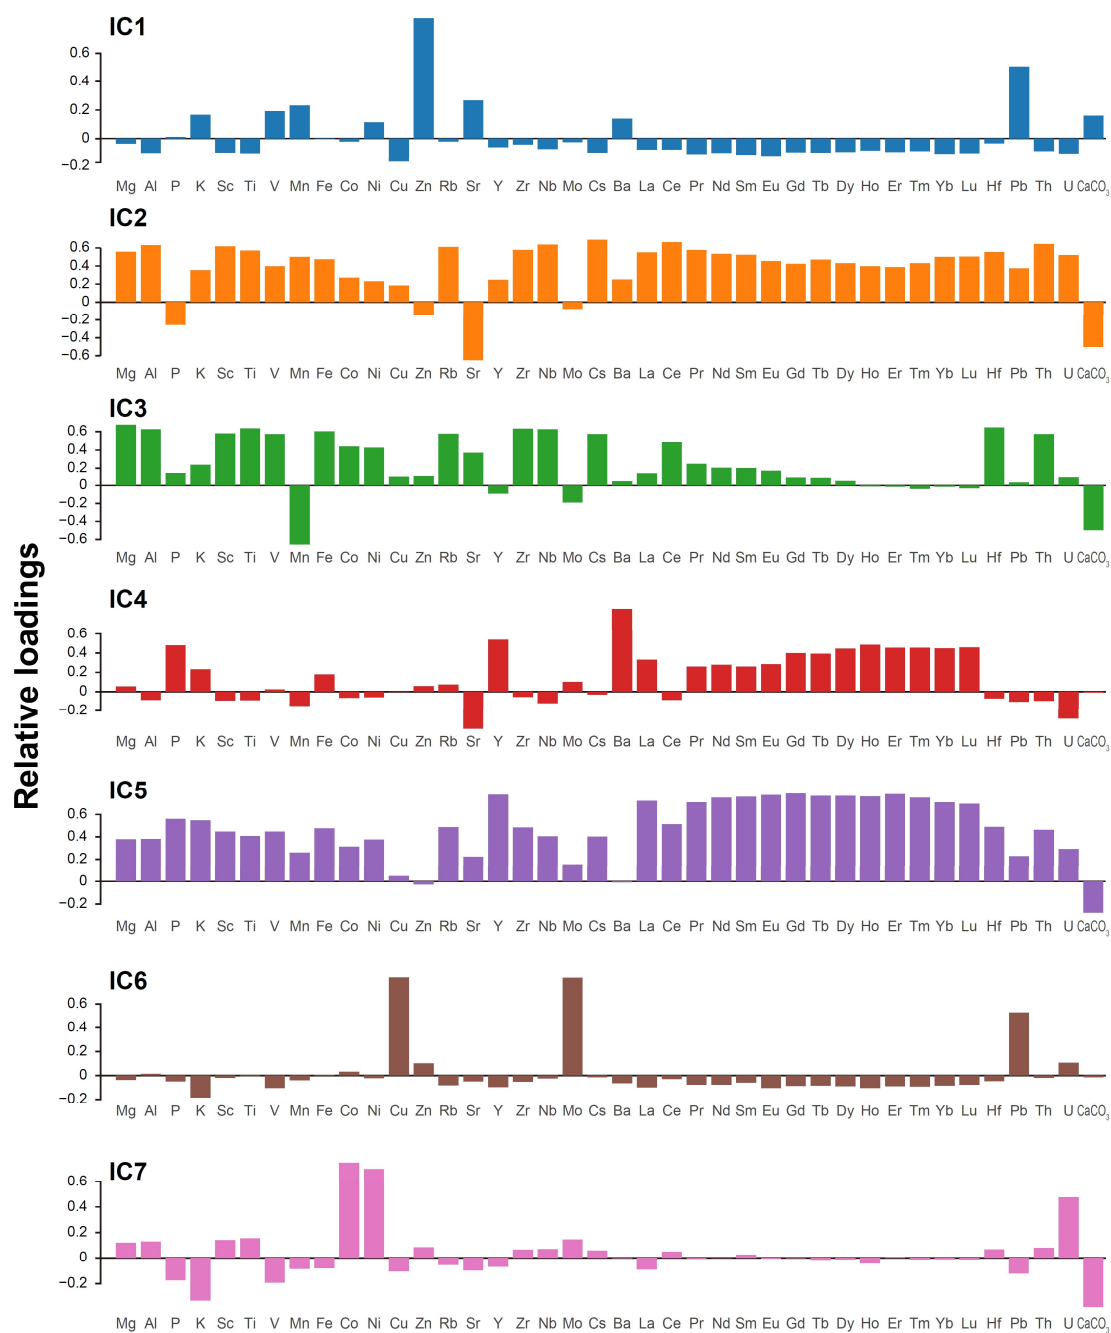 IC1
0.6
0.4
0.2
0
−0.2
Mg Al P K Sc Ti V Mn Fe Co Ni Cu Zn Rb Sr Y Zr Nb Mo Cs Ba La Ce Pr Nd Sm Eu Gd Tb Dy Ho Er Tm Yb Lu Hf Pb Th U CaCO₃
IC2
0.6
0.4
0.2
0
−0.2
−0.4
−0.6
Mg Al P K Sc Ti V Mn Fe Co Ni Cu Zn Rb Sr Y Zr Nb Mo Cs Ba La Ce Pr Nd Sm Eu Gd Tb Dy Ho Er Tm Yb Lu Hf Pb Th U CaCO₃
IC3
0.6
0.4
0.2
0
−0.2
−0.4
−0.6
Mg Al P K Sc Ti V Mn Fe Co Ni Cu Zn Rb Sr Y Zr Nb Mo Cs Ba La Ce Pr Nd Sm Eu Gd Tb Dy Ho Er Tm Yb Lu Hf Pb Th U CaCO₃
Relative loadings
IC4
0.6
0.4
0.2
0
−0.2
Mg Al P K Sc Ti V Mn Fe Co Ni Cu Zn Rb Sr Y Zr Nb Mo Cs Ba La Ce Pr Nd Sm Eu Gd Tb Dy Ho Er Tm Yb Lu Hf Pb Th U CaCO₃
IC5
0.6
0.4
0.2
0
−0.2
Mg Al P K Sc Ti V Mn Fe Co Ni Cu Zn Rb Sr Y Zr Nb Mo Cs Ba La Ce Pr Nd Sm Eu Gd Tb Dy Ho Er Tm Yb Lu Hf Pb Th U CaCO₃
IC6
0.6
0.4
0.2
0
−0.2
Mg Al P K Sc Ti V Mn Fe Co Ni Cu Zn Rb Sr Y Zr Nb Mo Cs Ba La Ce Pr Nd Sm Eu Gd Tb Dy Ho Er Tm Yb Lu Hf Pb Th U CaCO₃
IC7
0.6
0.4
0.2
0
−0.2
Mg Al P K Sc Ti V Mn Fe Co Ni Cu Zn Rb Sr Y Zr Nb Mo Cs Ba La Ce Pr Nd Sm Eu Gd Tb Dy Ho Er Tm Yb Lu Hf Pb Th U CaCO₃